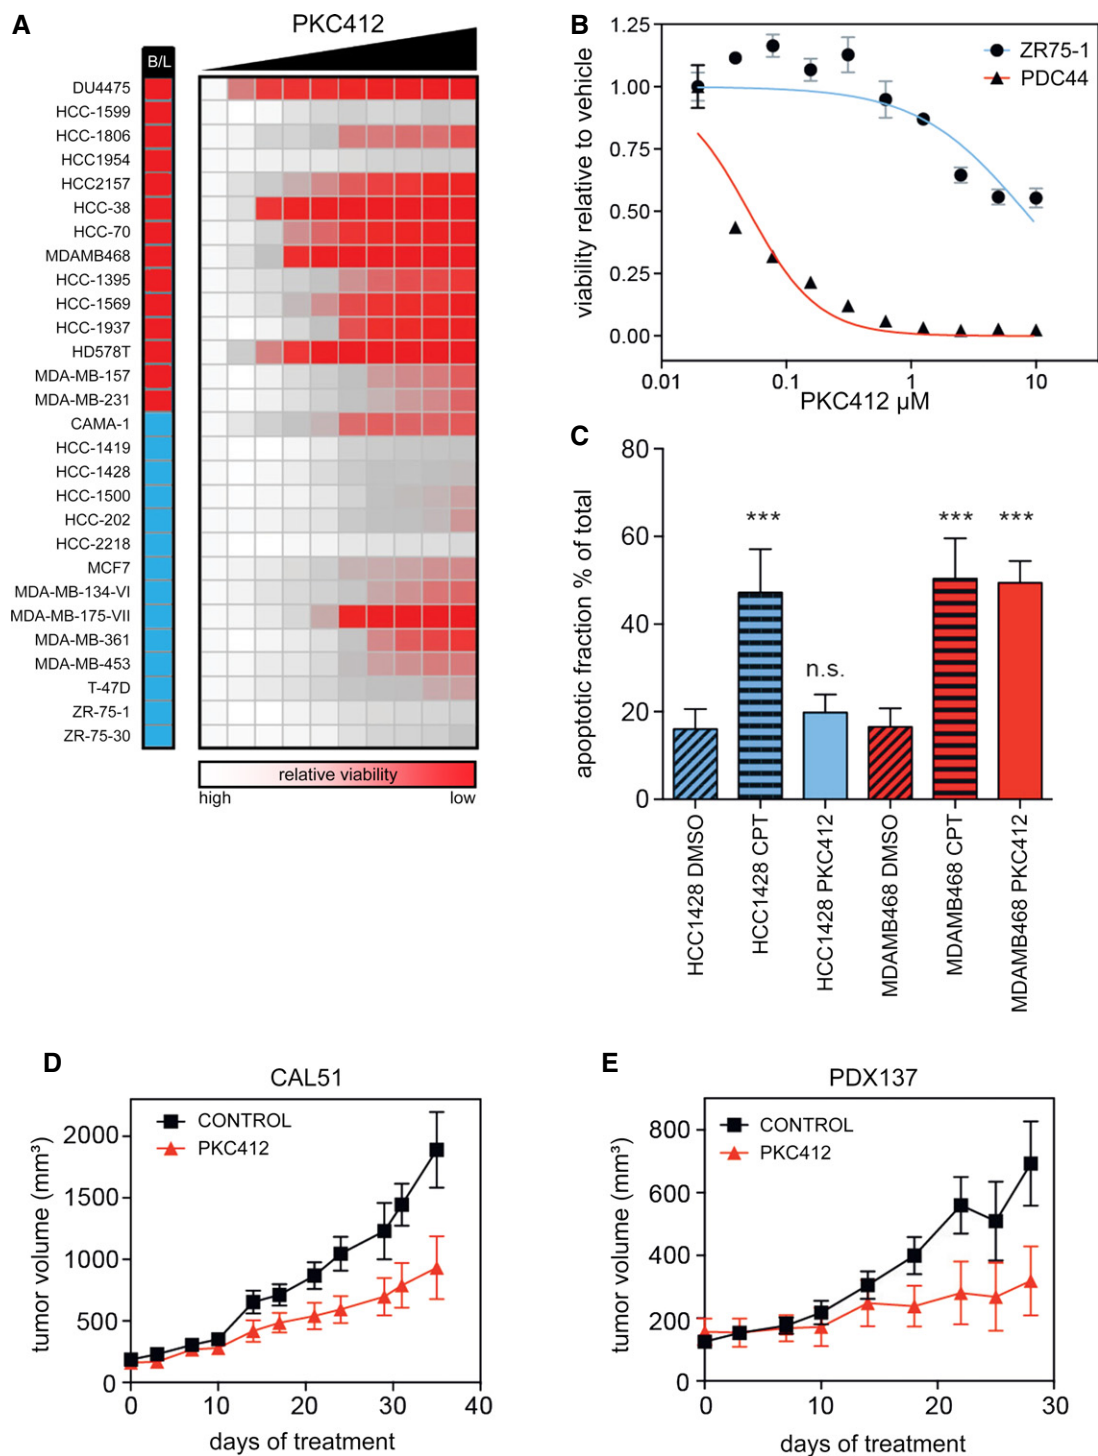 A
PKC412
B/L
DU4475
HCC-1599
HCC-1806
HCC1954
HCC2157
HCC-38
HCC-70
MDAMB468
HCC-1395
HCC-1569
HCC-1937
HD578T
MDA-MB-157
MDA-MB-231
CAMA-1
HCC-1419
HCC-1428
HCC-1500
HCC-202
HCC-2218
MCF7
MDA-MB-134-VI
MDA-MB-175-VII
MDA-MB-361
MDA-MB-453
T-47D
ZR-75-1
ZR-75-30
relative viability
high low
B
viability relative to vehicle
1.25
1.00
0.75
0.50
0.25
0.00
ZR75-1
PDC44
0.01 0.1 1 10
PKC412 µM
C
apoptotic fraction % of total
80
60
40
20
0
***
n.s.
***
***
HCC1428 DMSO
HCC1428 CPT
HCC1428 PKC412
MDAMB468 DMSO
MDAMB468 CPT
MDAMB468 PKC412
D
CAL51
CONTROL
PKC412
tumor volume (mm³)
2000
1500
1000
500
0
0 10 20 30 40
days of treatment
E
PDX137
CONTROL
PKC412
tumor volume (mm³)
800
600
400
200
0
0 10 20 30
days of treatment